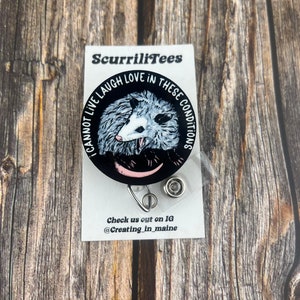 ScurriliTees
I CANNOT LIVE LAUGH LOVE IN THESE CONDITIONS
Check us out on IG
@Creating_in_maine